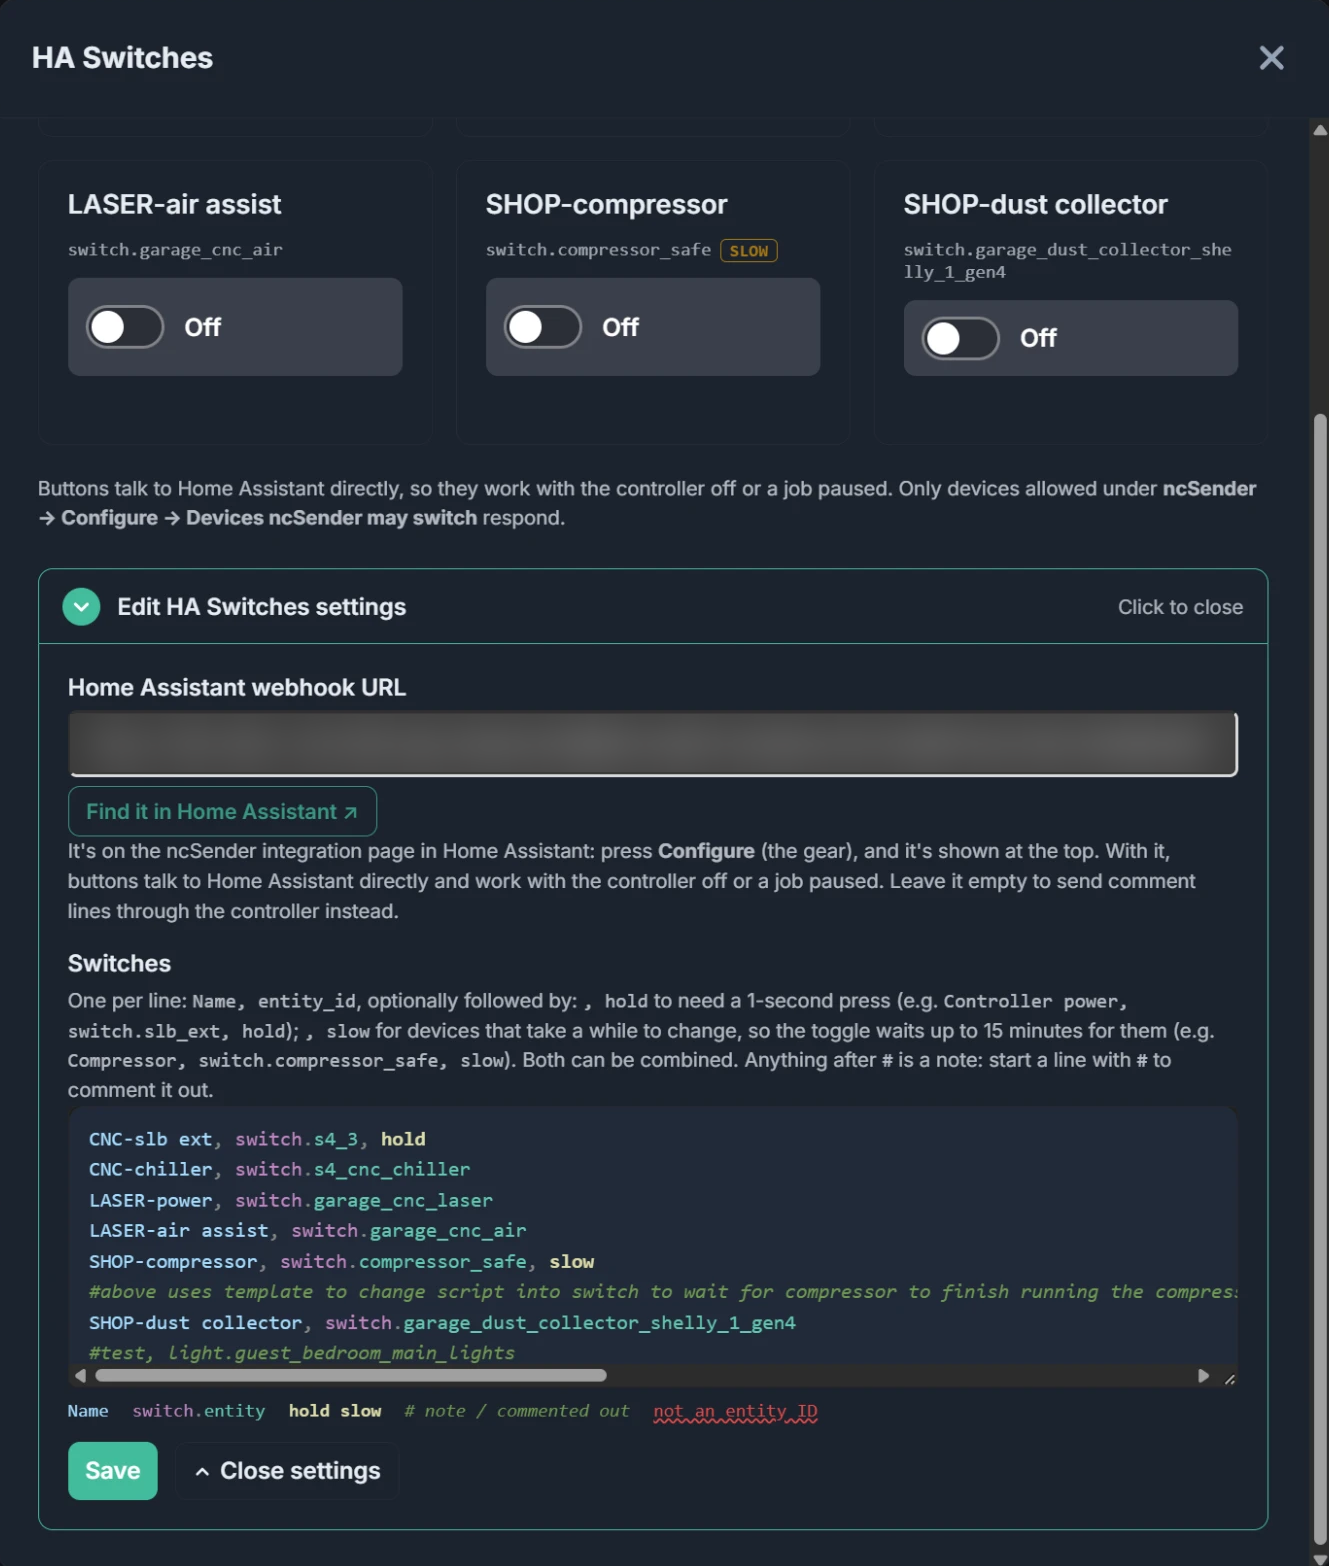 HA Switches
LASER-air assist
switch.garage_cnc_air
Off
SHOP-compressor
switch.compressor_safe SLOW
Off
SHOP-dust collector
switch.garage_dust_collector_she
lly_1_gen4
Off
Buttons talk to Home Assistant directly, so they work with the controller off or a job paused. Only devices allowed under ncSender
→ Configure → Devices ncSender may switch respond.
Edit HA Switches settings
Click to close
Home Assistant webhook URL
Find it in Home Assistant ↗
It's on the ncSender integration page in Home Assistant: press Configure (the gear), and it's shown at the top. With it,
buttons talk to Home Assistant directly and work with the controller off or a job paused. Leave it empty to send comment
lines through the controller instead.
Switches
One per line: Name, entity_id, optionally followed by: , hold to need a 1-second press (e.g. Controller power,
switch.slb_ext, hold); , slow for devices that take a while to change, so the toggle waits up to 15 minutes for them (e.g.
Compressor, switch.compressor_safe, slow). Both can be combined. Anything after # is a note: start a line with # to
comment it out.
CNC-slb ext, switch.s4_3, hold
CNC-chiller, switch.s4_cnc_chiller
LASER-power, switch.garage_cnc_laser
LASER-air assist, switch.garage_cnc_air
SHOP-compressor, switch.compressor_safe, slow
#above uses template to change script into switch to wait for compressor to finish running the compres
SHOP-dust collector, switch.garage_dust_collector_shelly_1_gen4
#test, light.guest_bedroom_main_lights
Name switch.entity hold slow # note / commented out not an entity ID
Save
Close settings